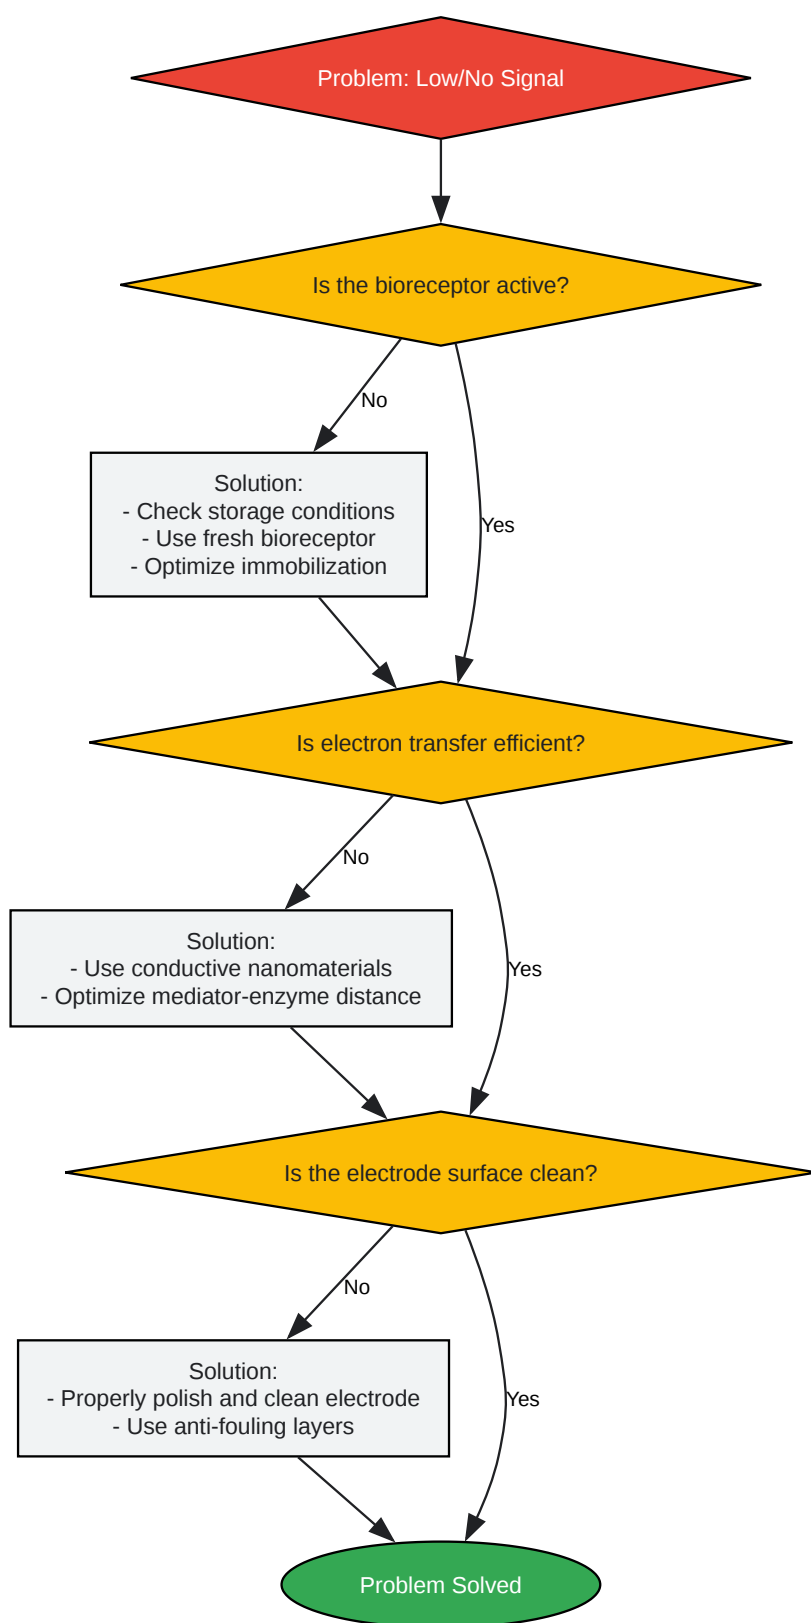 Problem: Low/No Signal
Is the bioreceptor active?
No
Solution:
- Check storage conditions
- Use fresh bioreceptor
- Optimize immobilization
Yes
Is electron transfer efficient?
No
Solution:
- Use conductive nanomaterials
- Optimize mediator-enzyme distance
Yes
Is the electrode surface clean?
No
Solution:
- Properly polish and clean electrode
- Use anti-fouling layers
Yes
Problem Solved